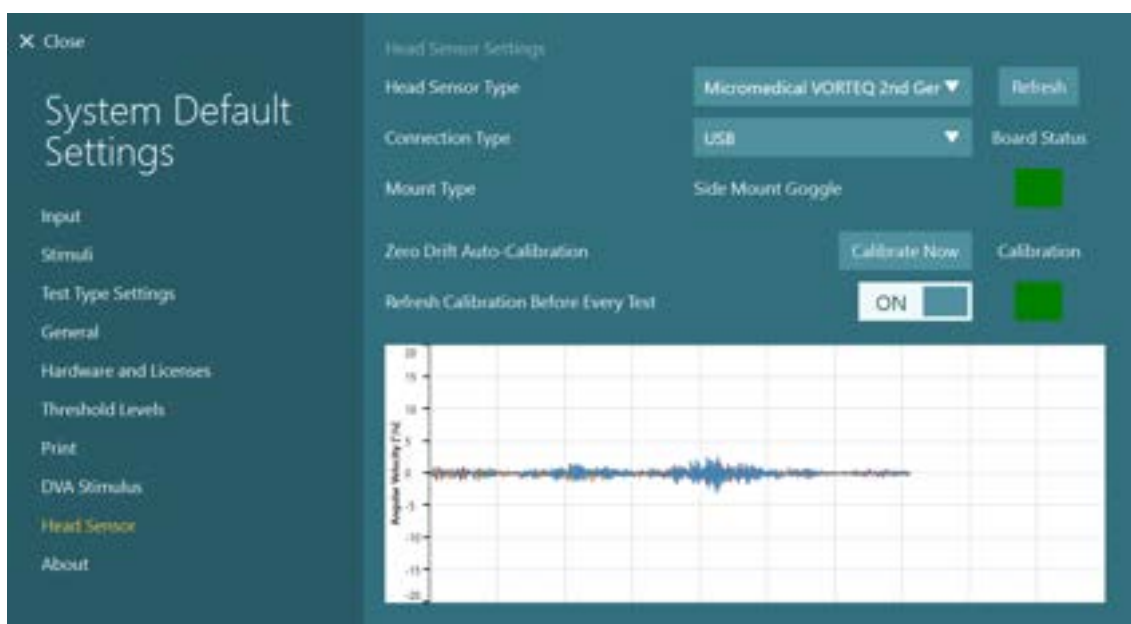 Close
System Default
Settings
Input
Stimuli
Test Type Settings
General
Hardware and Licenses
Threshold Levels
Print
DVA Stimulus
Head Sensor
About
Head Sensor Settings
Head Sensor Type
Micromedical VORTEQ 2nd Ger
Refresh
Connection Type
USB
Board Status
Mount Type
Side Mount Goggle
Zero Drift Auto-Calibration
Calibrate Now
Calibration
Refresh Calibration Before Every Test
ON
Angular Velocity [°/s]
20
15
10
5
0
-5
-10
-15
-20